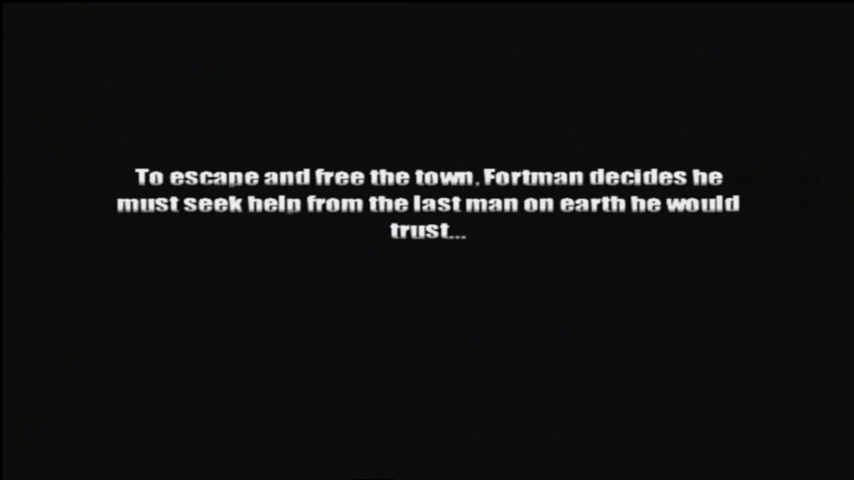 To escape and free the town, Fortman decides he
must seek help from the last man on earth he would
trust...